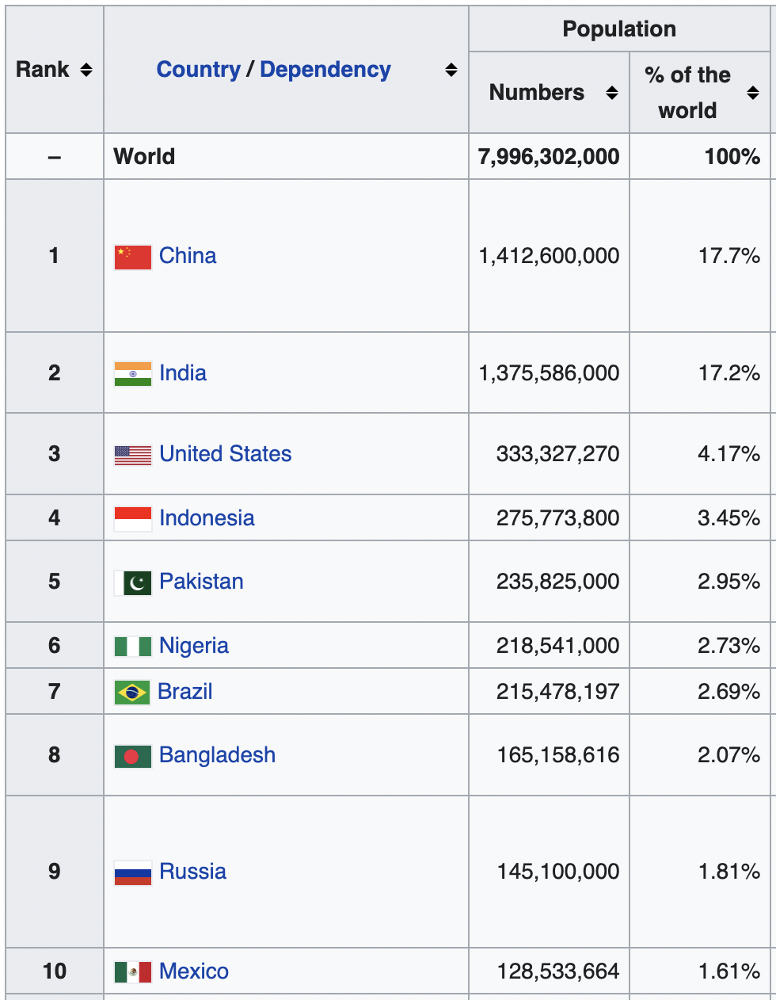 Rank Country / Dependency Population
Numbers % of the
world
– World 7,996,302,000 100%
1 China 1,412,600,000 17.7%
2 India 1,375,586,000 17.2%
3 United States 333,327,270 4.17%
4 Indonesia 275,773,800 3.45%
5 Pakistan 235,825,000 2.95%
6 Nigeria 218,541,000 2.73%
7 Brazil 215,478,197 2.69%
8 Bangladesh 165,158,616 2.07%
9 Russia 145,100,000 1.81%
10 Mexico 128,533,664 1.61%